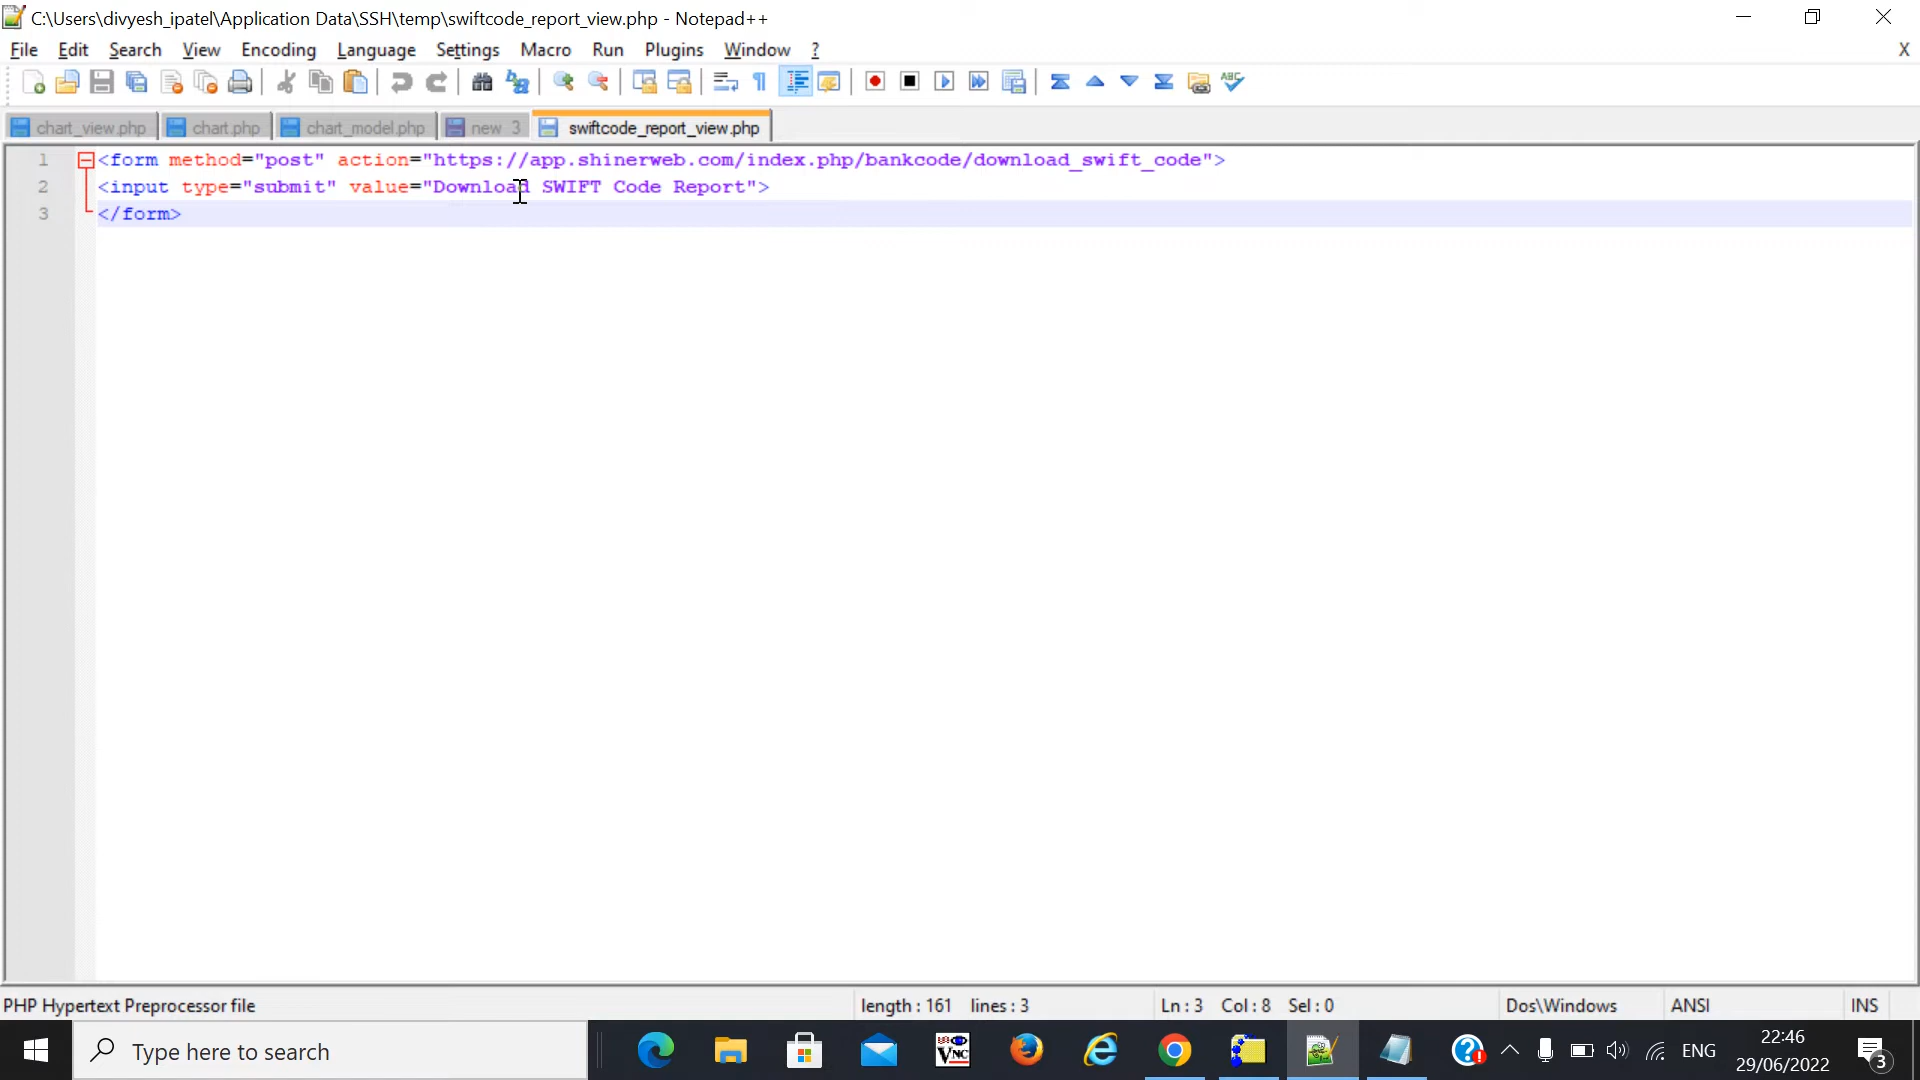 C:\Users\divyesh_ipatel\Application Data\SSH\temp\swiftcode_report_view.php - Notepad++
File Edit Search View Encoding Language Settings Macro Run Plugins Window ? X
chart_view.php chart.php chart_model.php new 3 swiftcode_report_view.php
1 <form method="post" action="https://app.shinerweb.com/index.php/bankcode/download_swift_code">
2 <input type="submit" value="Download SWIFT Code Report">
3 </form>
PHP Hypertext Preprocessor file length : 161 lines : 3 Ln : 3 Col : 8 Sel : 0 Dos\Windows ANSI INS
Type here to search ENG 22:46
29/06/2022 3